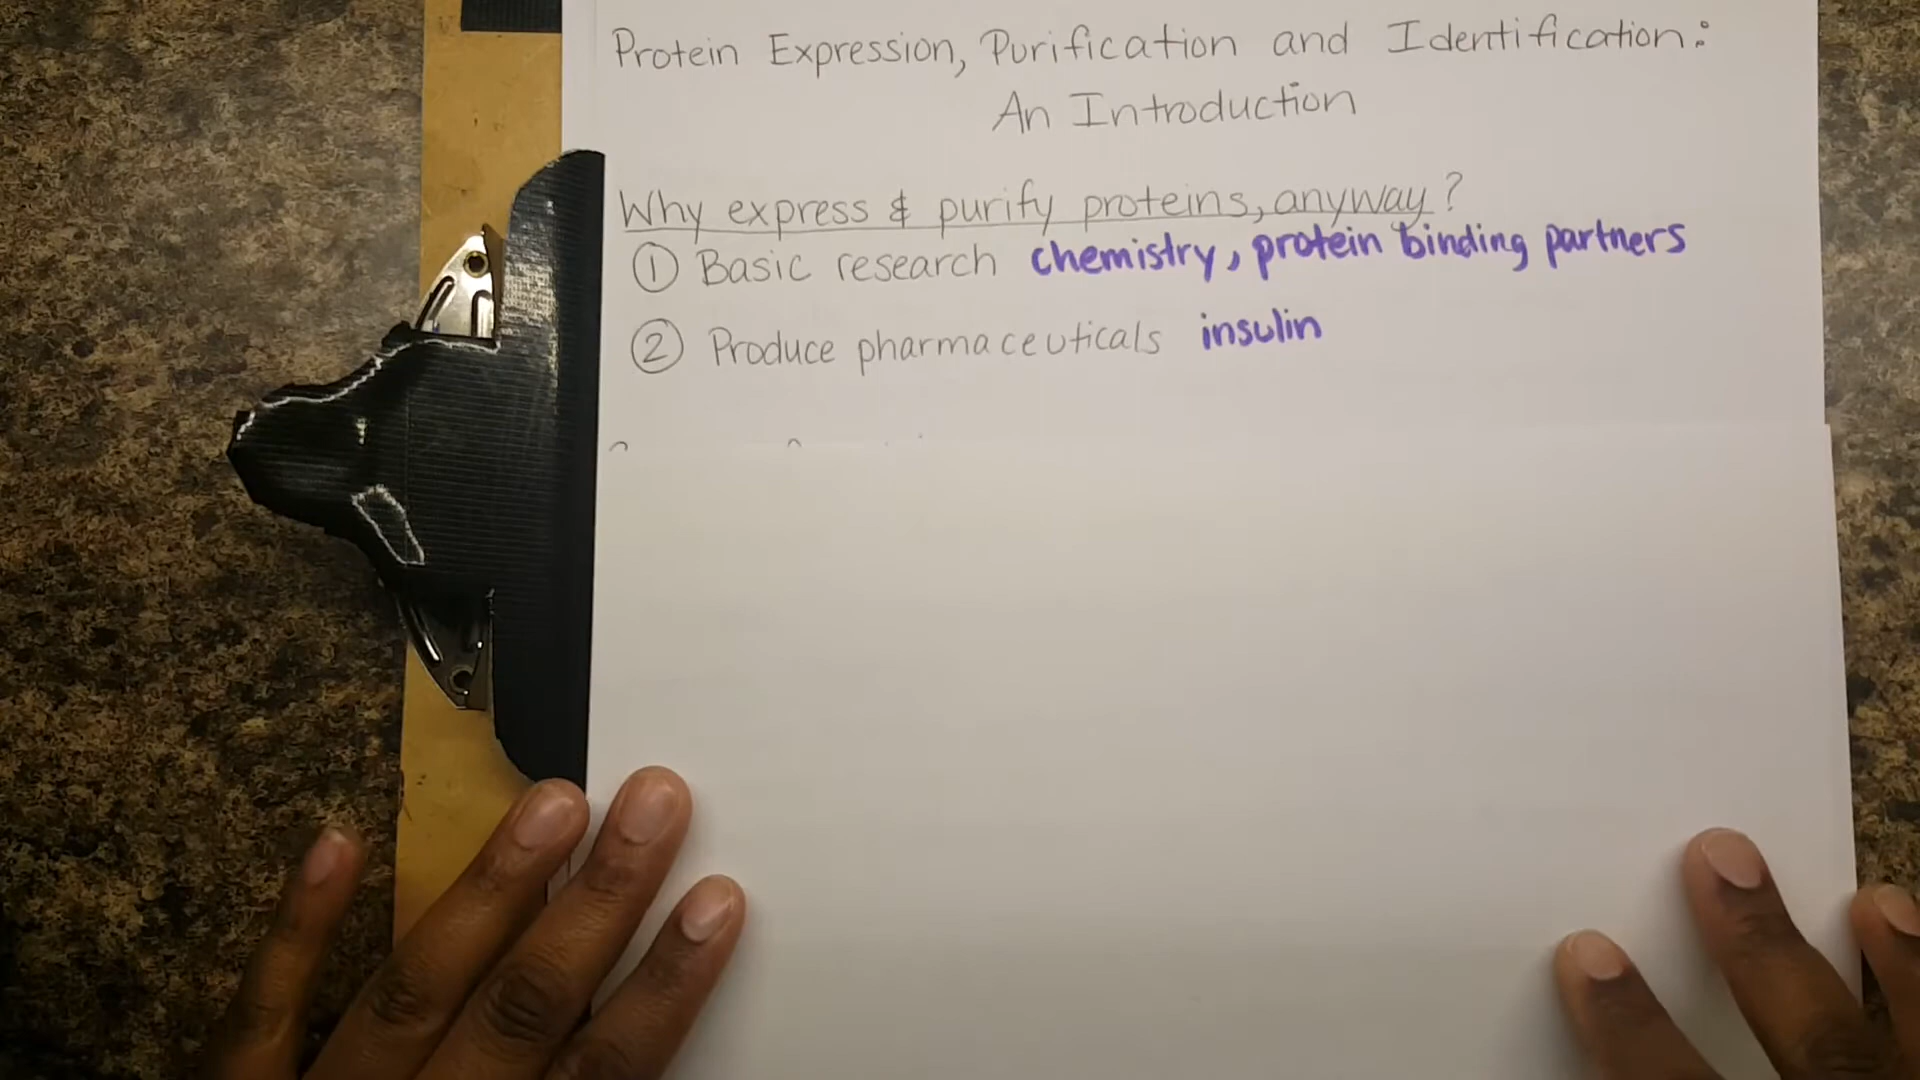 Protein Expression, Purification and Identification:
An Introduction
Why express & purify proteins, anyway?
① Basic research chemistry, protein binding partners
② Produce pharmaceuticals insulin